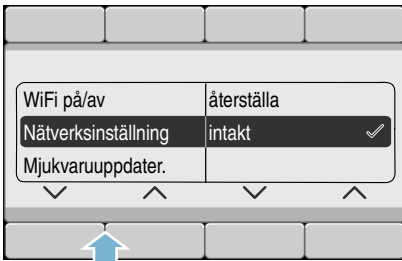 WiFi på/av återställa
Nätverksinställning intakt
Mjukvaruuppdater.